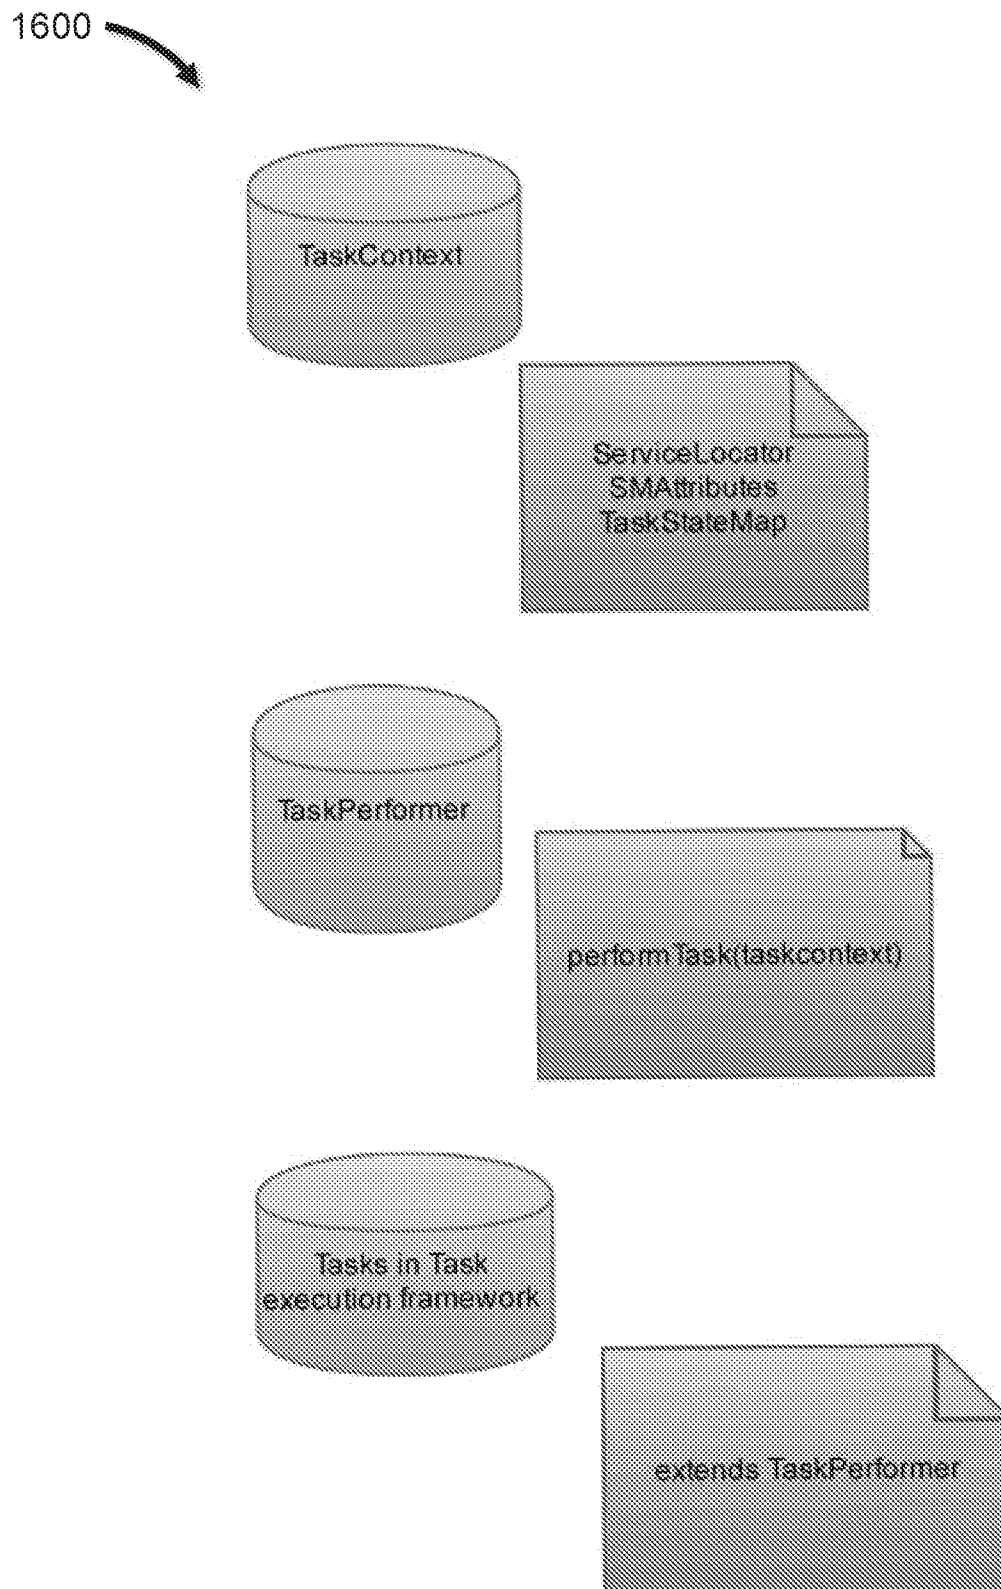 1600
TaskContext
ServiceLocator
SMAttributes
TaskStateMap
TaskPerformer
performTask(taskcontext)
Tasks in Task
execution framework
extends TaskPerformer